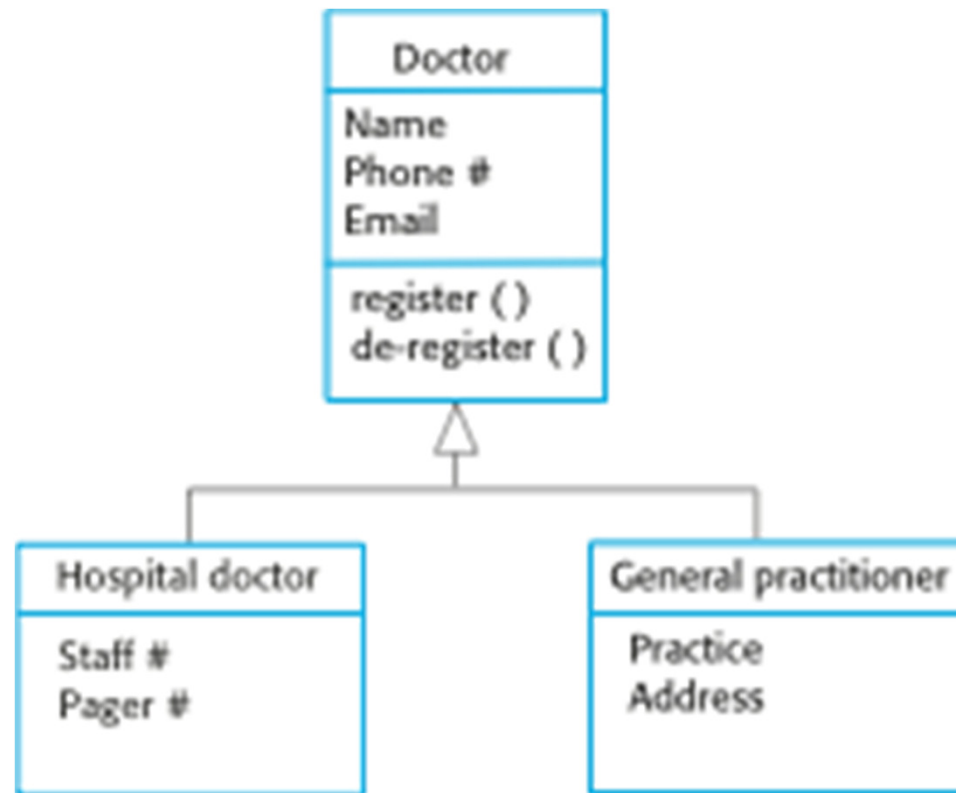 Doctor
Name
Phone #
Email
register ( )
de-register ( )
Hospital doctor
Staff #
Pager #
General practitioner
Practice
Address